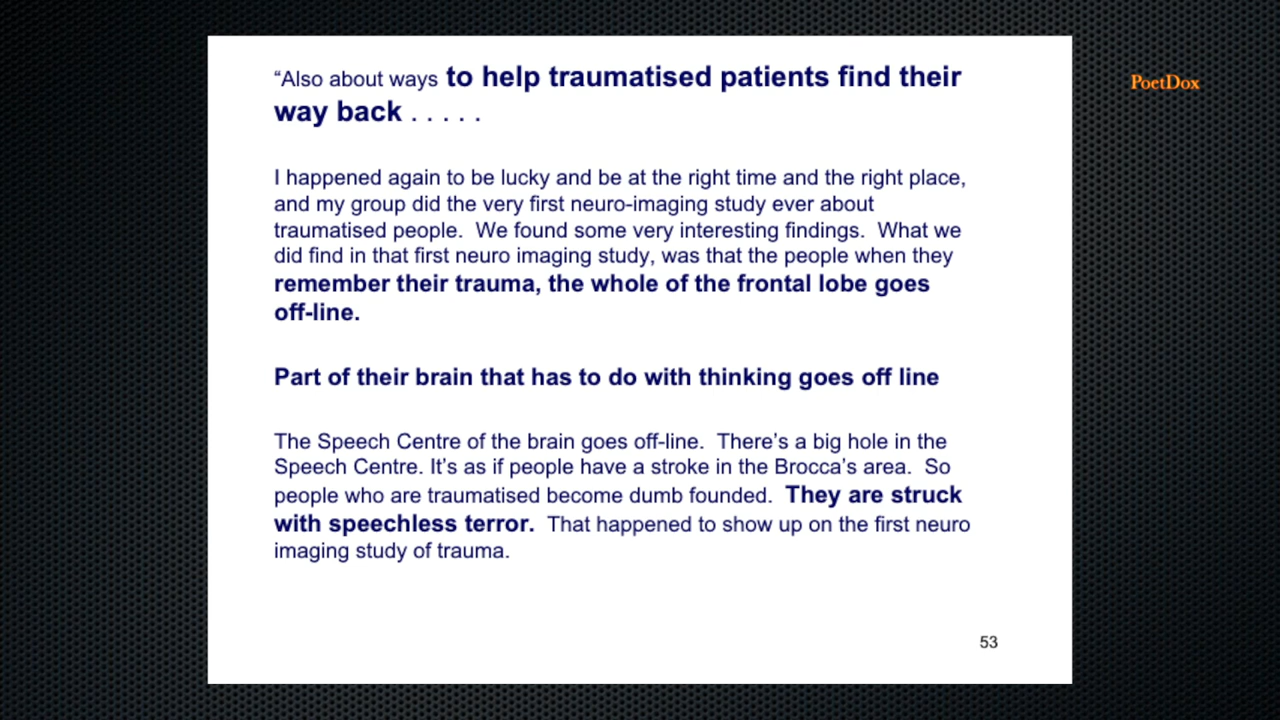 “Also about ways to help traumatised patients find their
way back . . . . .
PoetDox
I happened again to be lucky and be at the right time and the right place,
and my group did the very first neuro-imaging study ever about
traumatised people.  We found some very interesting findings.  What we
did find in that first neuro imaging study, was that the people when they
remember their trauma, the whole of the frontal lobe goes
off-line.
Part of their brain that has to do with thinking goes off line
The Speech Centre of the brain goes off-line.  There’s a big hole in the
Speech Centre. It’s as if people have a stroke in the Brocca’s area.  So
people who are traumatised become dumb founded.  They are struck
with speechless terror.  That happened to show up on the first neuro
imaging study of trauma.
53